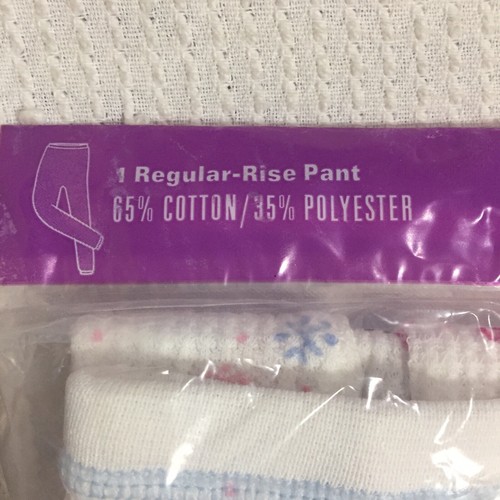 1 Regular-Rise Pant
65% COTTON/35% POLYESTER